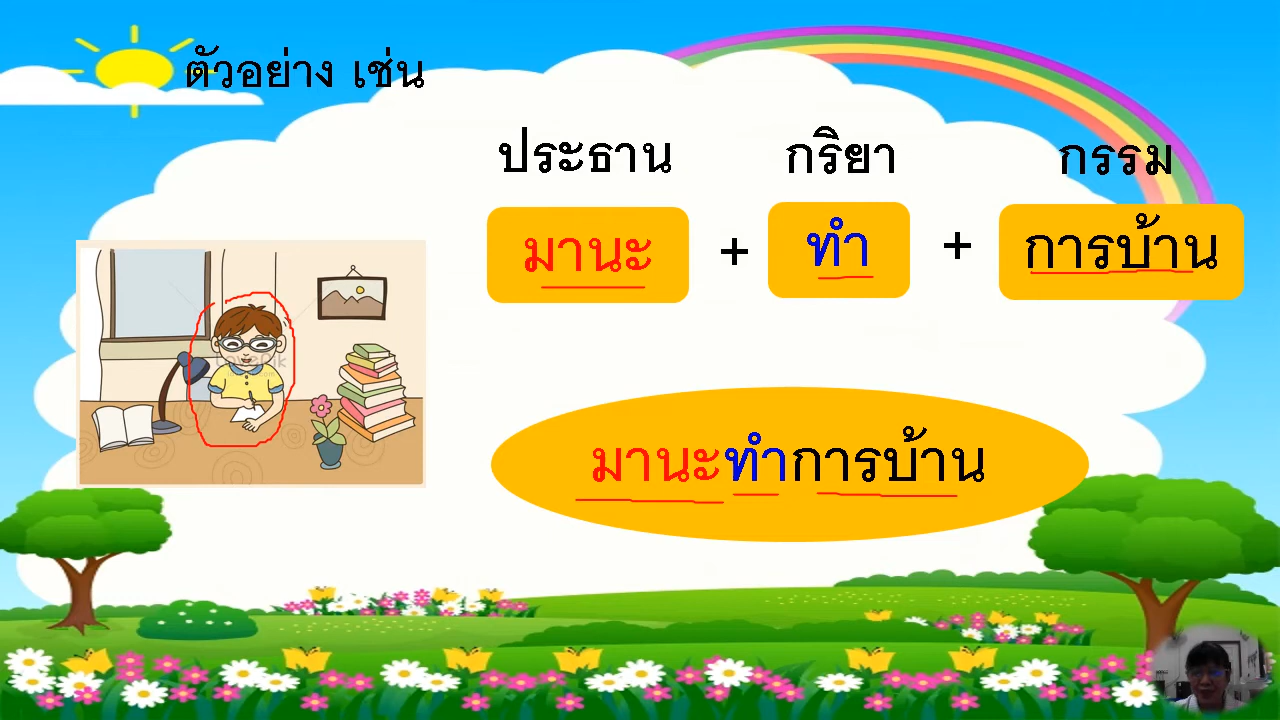 ตัวอย่าง เช่น
ประธาน กริยา กรรม
มานะ + ทำ + การบ้าน
มานะทำการบ้าน